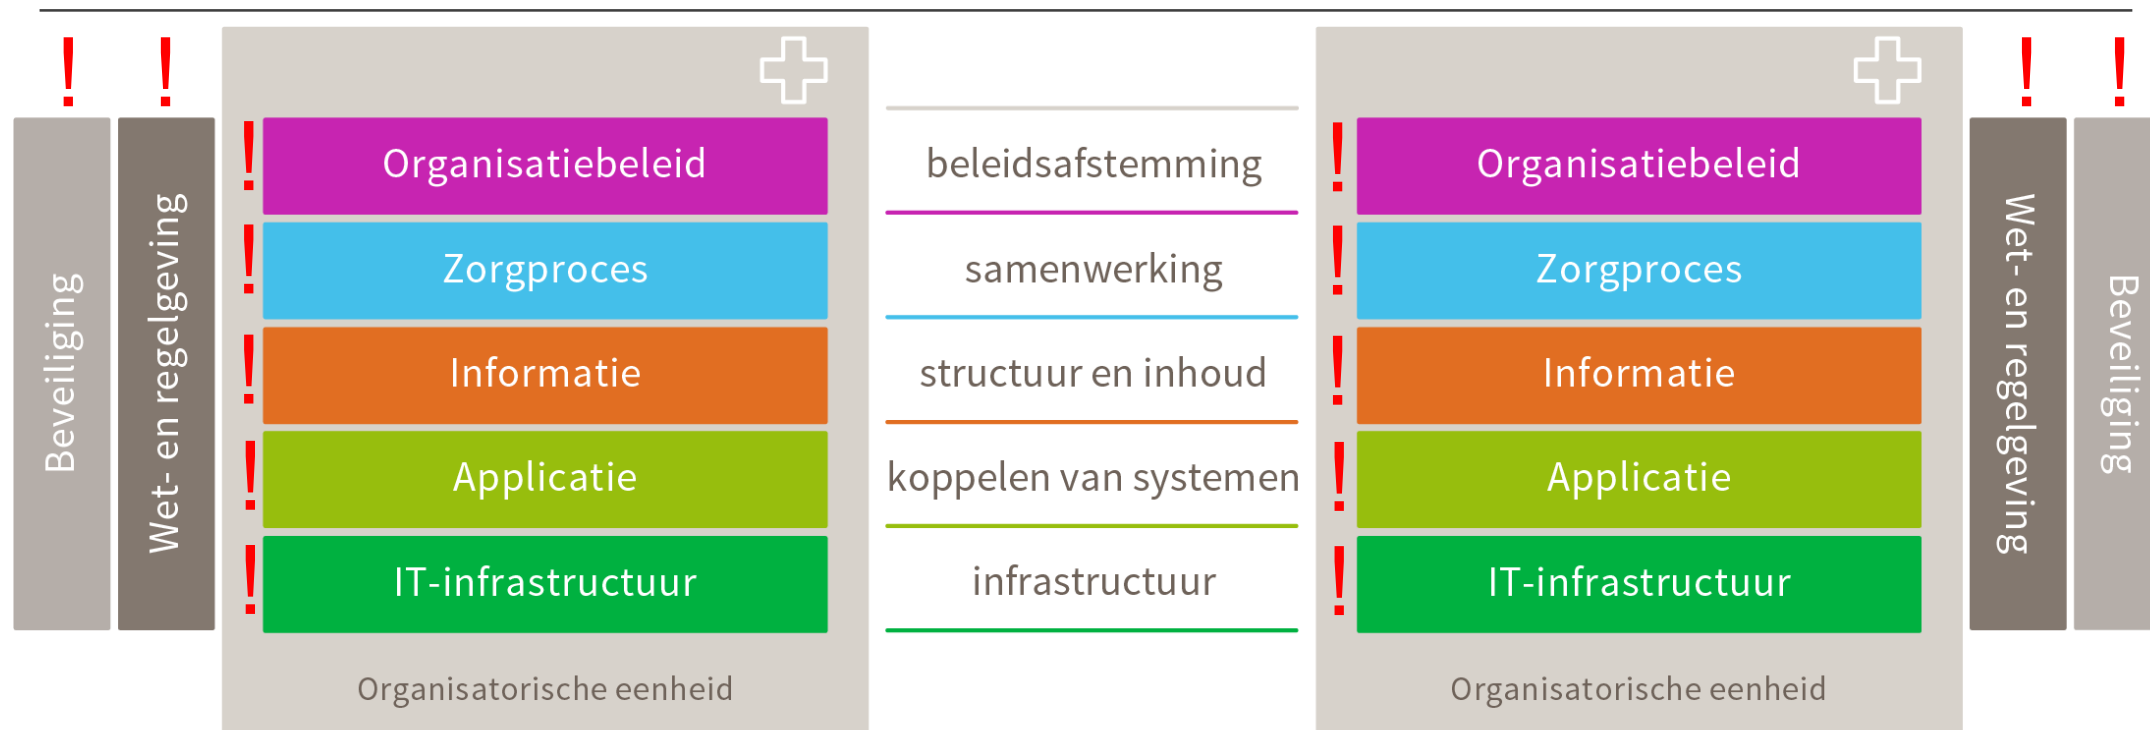 ! ! ! !
! Organisatiebeleid beleidsafstemming ! Organisatiebeleid
! Zorgproces samenwerking ! Zorgproces
! Informatie structuur en inhoud ! Informatie
! Applicatie koppelen van systemen ! Applicatie
! IT-infrastructuur infrastructuur ! IT-infrastructuur
Beveiliging
Wet- en regelgeving
Wet- en regelgeving
Beveiliging
Organisatorische eenheid Organisatorische eenheid